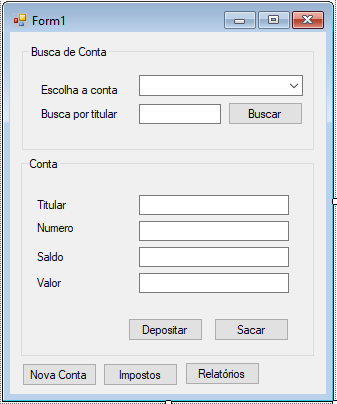 Form1
Busca de Conta
Escolha a conta
Busca por titular
Buscar
Conta
Titular
Numero
Saldo
Valor
Depositar Sacar
Nova Conta Impostos Relatórios